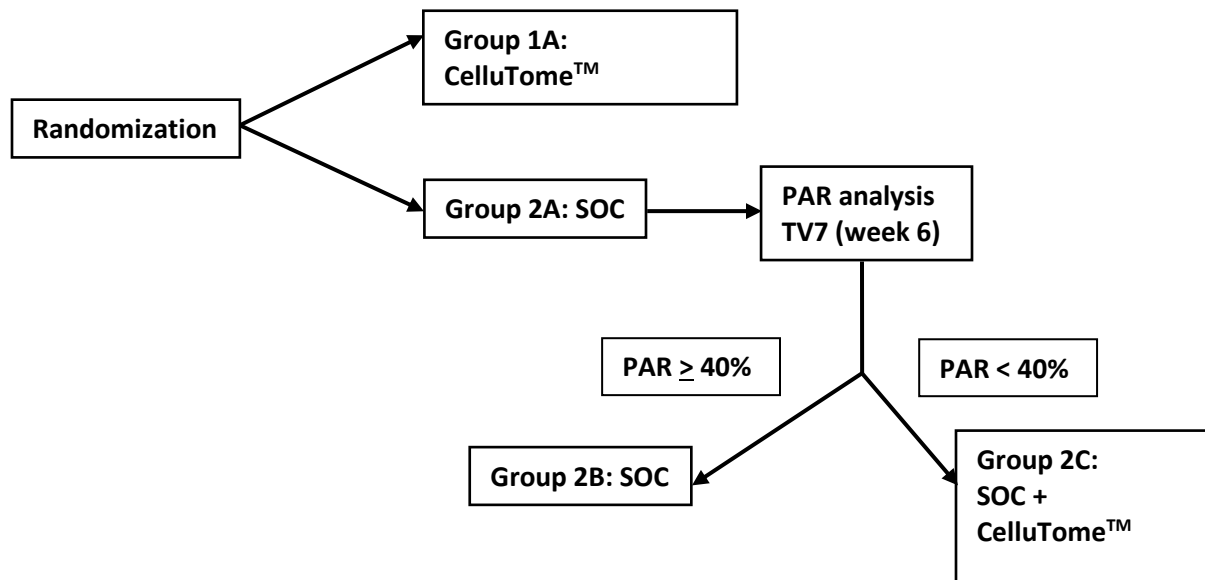 Group 1A:
CelluTome™
Randomization
Group 2A: SOC
PAR analysis
TV7 (week 6)
PAR ≥ 40%
PAR < 40%
Group 2B: SOC
Group 2C:
SOC +
CelluTome™